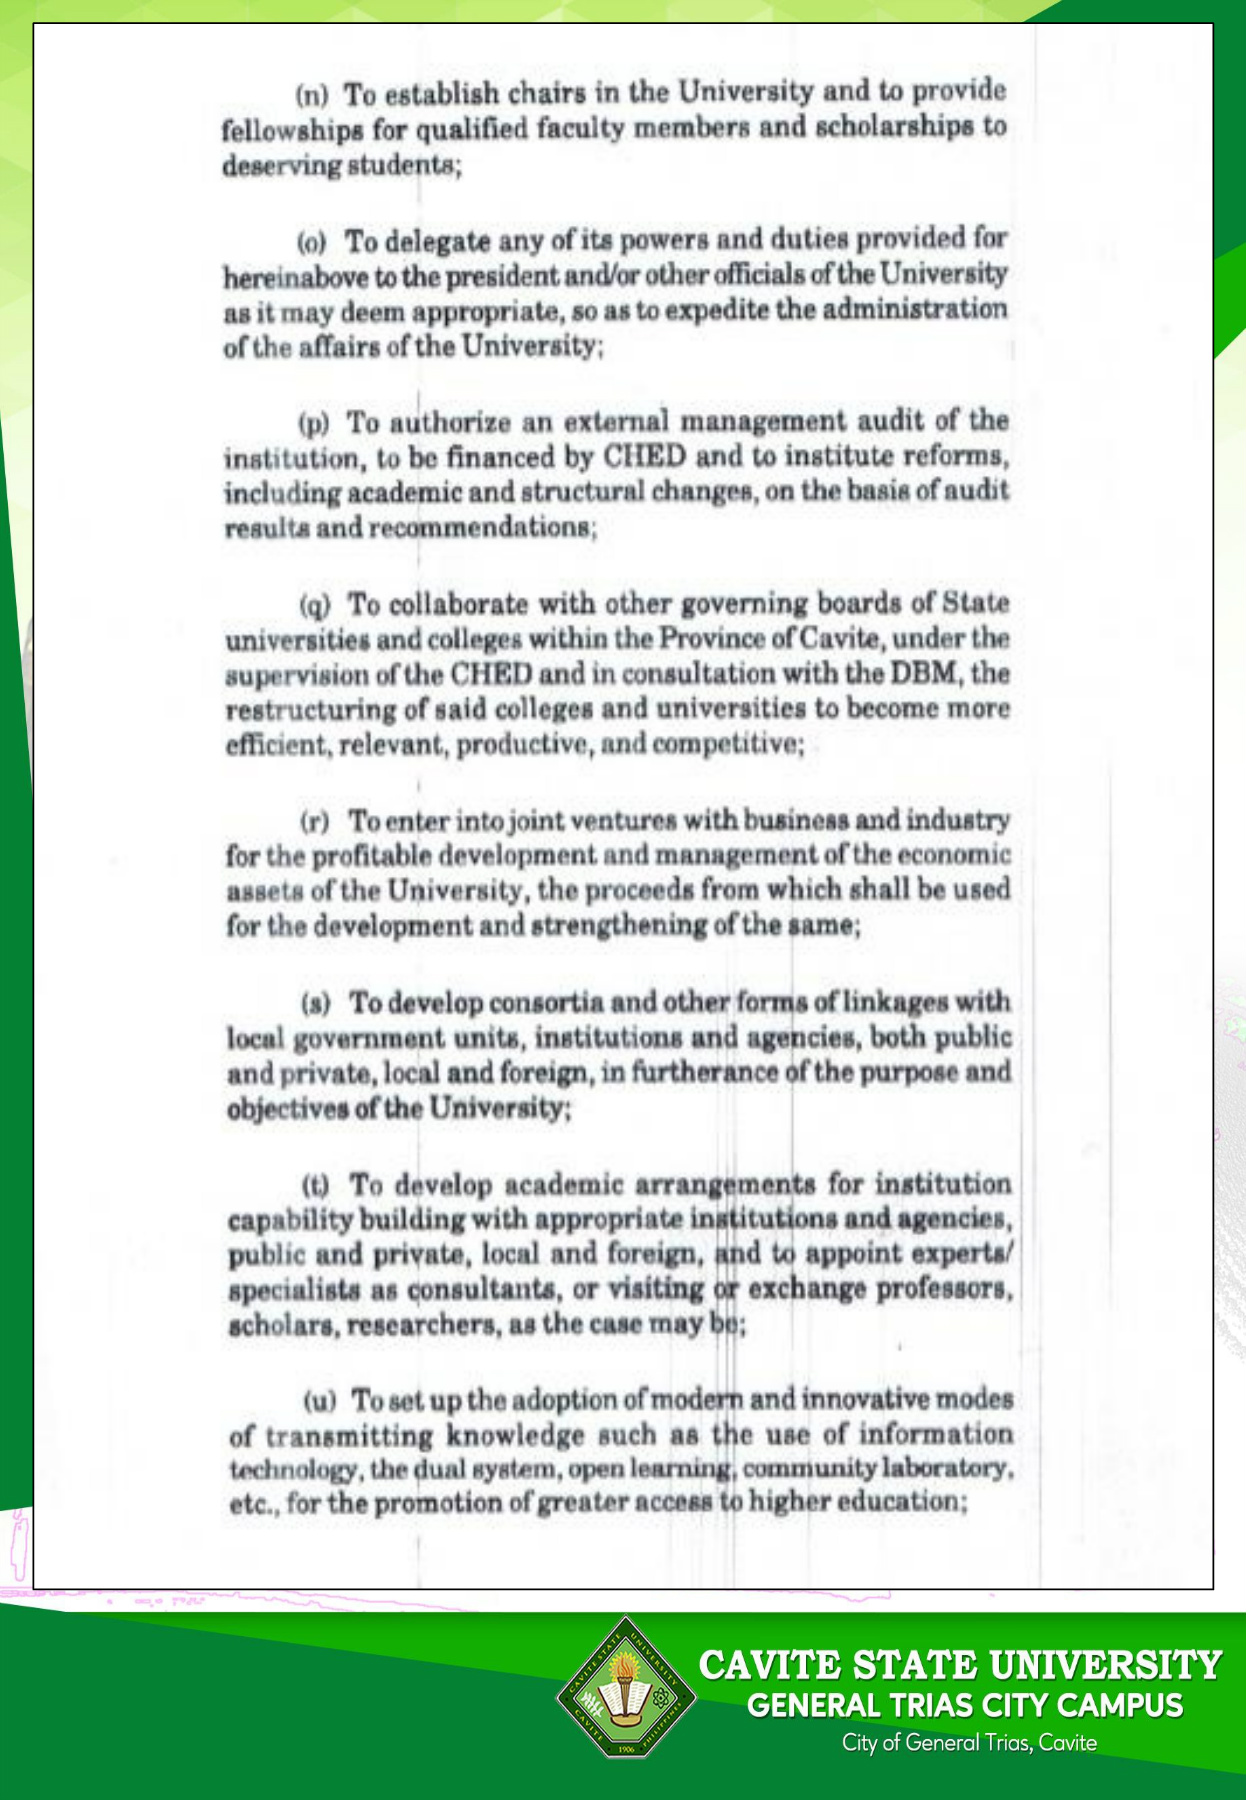 (n) To establish chairs in the University and to provide
fellowships for qualified faculty members and scholarships to
deserving students;
(o) To delegate any of its powers and duties provided for
hereinabove to the president and/or other officials of the University
as it may deem appropriate, so as to expedite the administration
of the affairs of the University;
(p) To authorize an external management audit of the
institution, to be financed by CHED and to institute reforms,
including academic and structural changes, on the basis of audit
results and recommendations;
(q) To collaborate with other governing boards of State
universities and colleges within the Province of Cavite, under the
supervision of the CHED and in consultation with the DBM, the
restructuring of said colleges and universities to become more
efficient, relevant, productive, and competitive;
(r) To enter into joint ventures with business and industry
for the profitable development and management of the economic
assets of the University, the proceeds from which shall be used
for the development and strengthening of the same;
(s) To develop consortia and other forms of linkages with
local government units, institutions and agencies, both public
and private, local and foreign, in furtherance of the purpose and
objectives of the University;
(t) To develop academic arrangements for institution
capability building with appropriate institutions and agencies,
public and private, local and foreign, and to appoint experts/
specialists as consultants, or visiting or exchange professors,
scholars, researchers, as the case may be;
(u) To set up the adoption of modern and innovative modes
of transmitting knowledge such as the use of information
technology, the dual system, open learning, community laboratory,
etc., for the promotion of greater access to higher education;
CAVITE STATE UNIVERSITY
CAVITE
PHILIPPINES
1906
CAVITE STATE UNIVERSITY
GENERAL TRIAS CITY CAMPUS
City of General Trias, Cavite